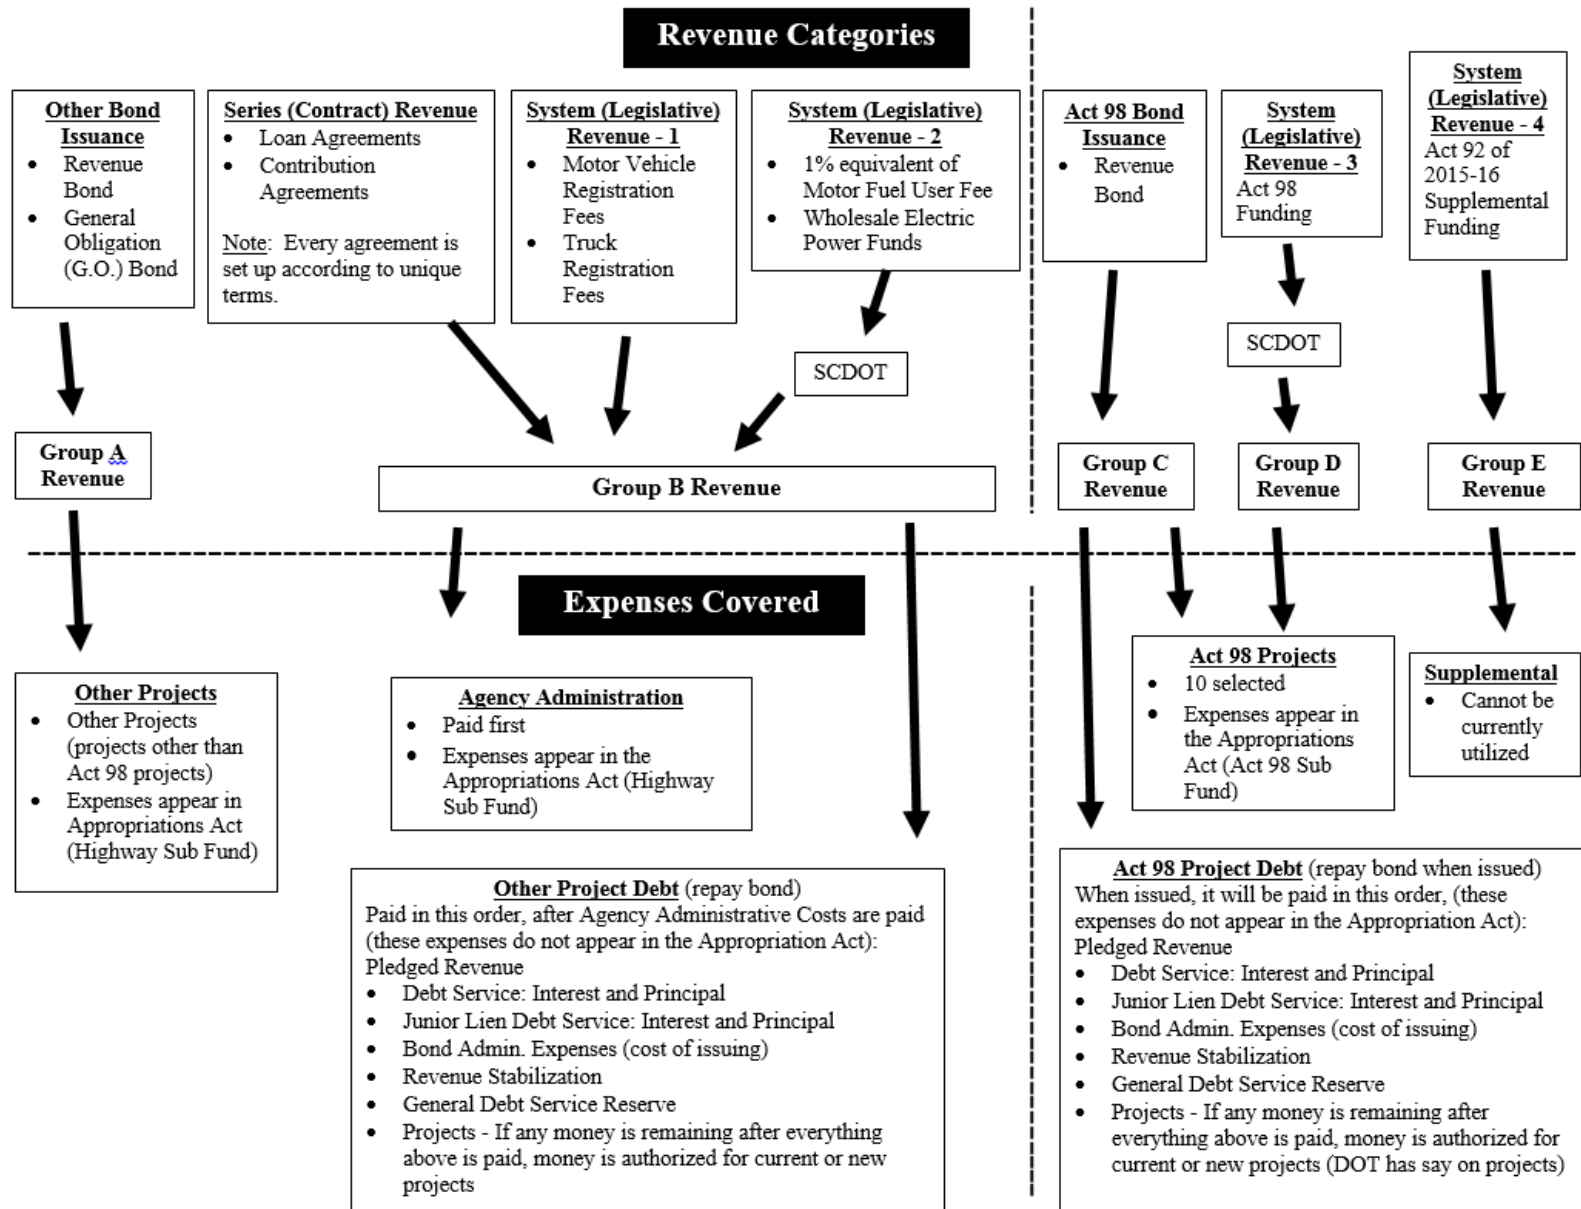 Revenue Categories
Other Bond
Issuance
• Revenue
Bond
• General
Obligation
(G.O.) Bond
Series (Contract) Revenue
• Loan Agreements
• Contribution
Agreements
Note: Every agreement is
set up according to unique
terms.
System (Legislative)
Revenue - 1
• Motor Vehicle
Registration
Fees
• Truck
Registration
Fees
System (Legislative)
Revenue - 2
• 1% equivalent of
Motor Fuel User Fee
• Wholesale Electric
Power Funds
Act 98 Bond
Issuance
• Revenue
Bond
System
(Legislative)
Revenue - 3
Act 98
Funding
System
(Legislative)
Revenue - 4
Act 92 of
2015-16
Supplemental
Funding
SCDOT
SCDOT
Group A
Revenue
Group B Revenue
Group C
Revenue
Group D
Revenue
Group E
Revenue
Expenses Covered
Other Projects
• Other Projects
(projects other than
Act 98 projects)
• Expenses appear in
Appropriations Act
(Highway Sub Fund)
Agency Administration
• Paid first
• Expenses appear in the
Appropriations Act (Highway
Sub Fund)
Act 98 Projects
• 10 selected
• Expenses appear in
the Appropriations
Act (Act 98 Sub
Fund)
Supplemental
• Cannot be
currently
utilized
Other Project Debt (repay bond)
Paid in this order, after Agency Administrative Costs are paid
(these expenses do not appear in the Appropriation Act):
Pledged Revenue
• Debt Service: Interest and Principal
• Junior Lien Debt Service: Interest and Principal
• Bond Admin. Expenses (cost of issuing)
• Revenue Stabilization
• General Debt Service Reserve
• Projects - If any money is remaining after everything
above is paid, money is authorized for current or new
projects
Act 98 Project Debt (repay bond when issued)
When issued, it will be paid in this order, (these
expenses do not appear in the Appropriation Act):
Pledged Revenue
• Debt Service: Interest and Principal
• Junior Lien Debt Service: Interest and Principal
• Bond Admin. Expenses (cost of issuing)
• Revenue Stabilization
• General Debt Service Reserve
• Projects - If any money is remaining after
everything above is paid, money is authorized for
current or new projects (DOT has say on projects)